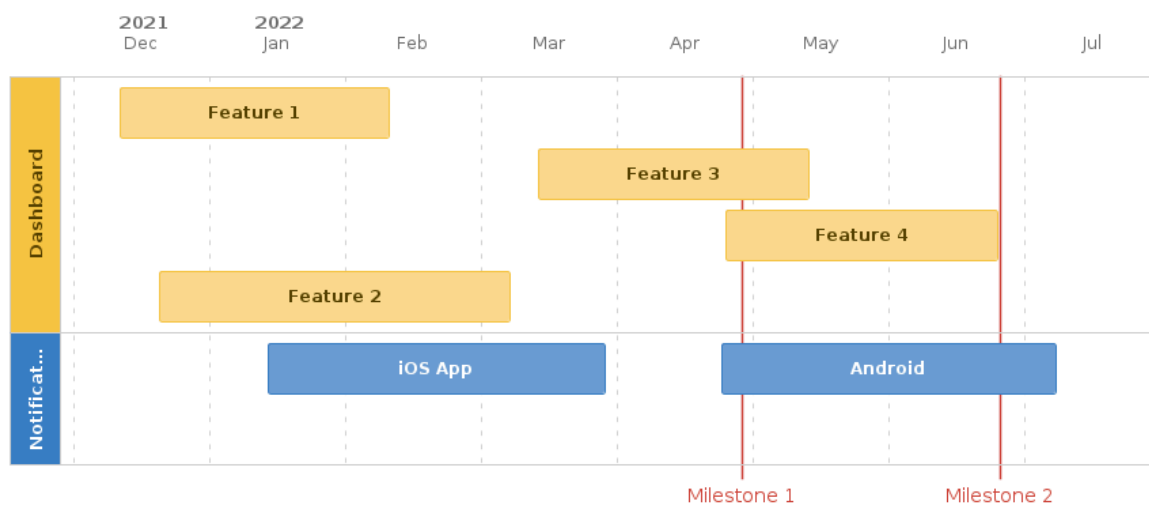 2021 2022
Dec Jan Feb Mar Apr May Jun Jul
Dashboard
Feature 1
Feature 3
Feature 4
Feature 2
Notificat...
iOS App Android
Milestone 1 Milestone 2